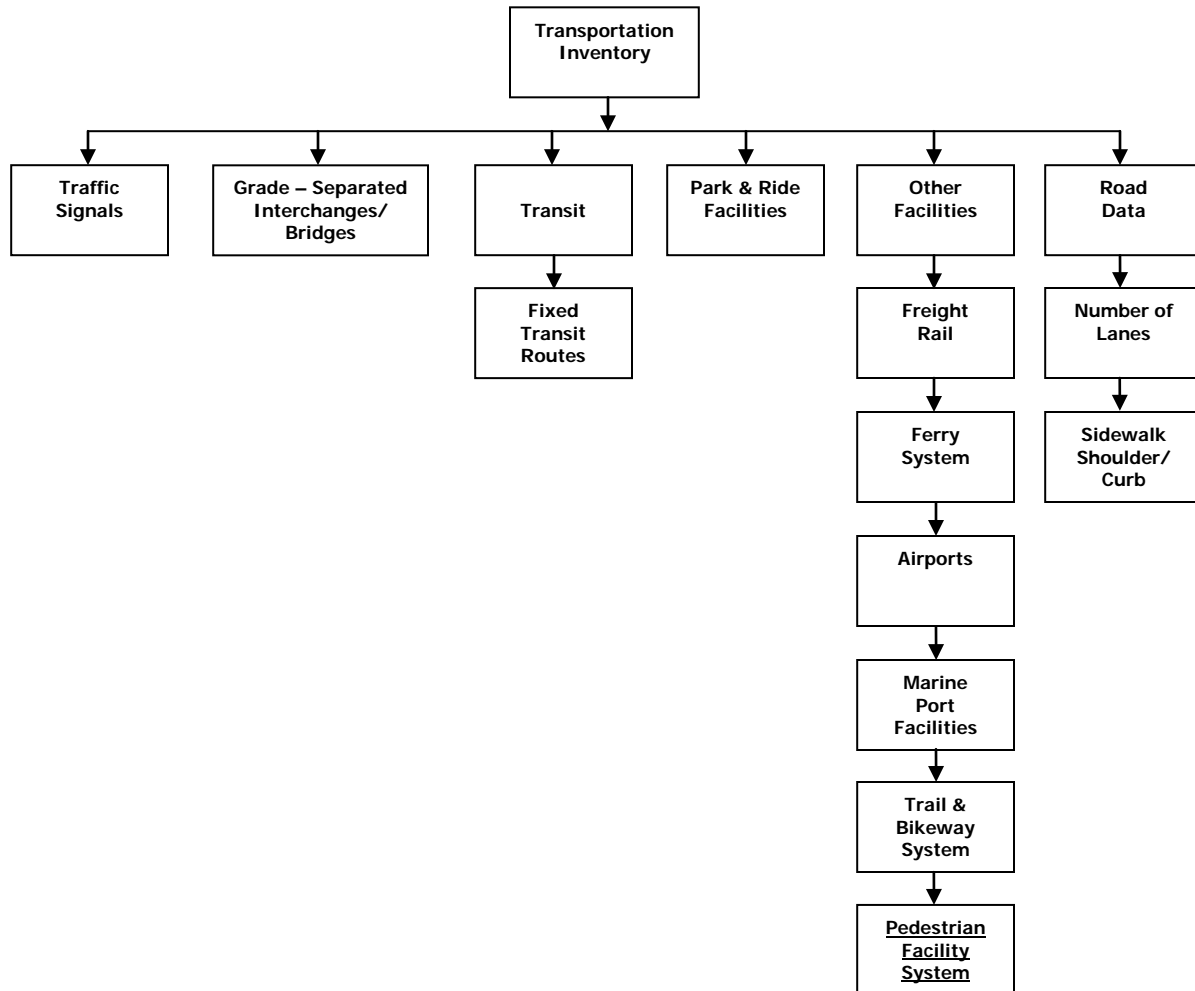 Transportation
Inventory
Traffic
Signals
Grade – Separated
Interchanges/
Bridges
Transit
Park & Ride
Facilities
Other
Facilities
Road
Data
Fixed
Transit
Routes
Freight
Rail
Number of
Lanes
Ferry
System
Sidewalk
Shoulder/
Curb
Airports
Marine
Port
Facilities
Trail &
Bikeway
System
Pedestrian
Facility
System